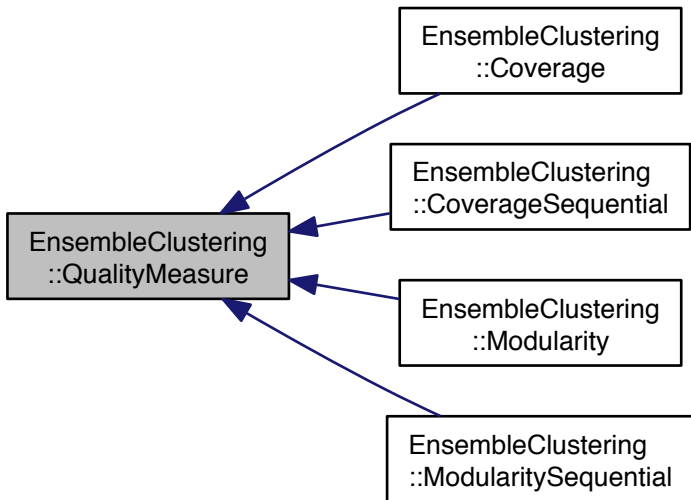 EnsembleClustering
::Coverage
EnsembleClustering
::CoverageSequential
EnsembleClustering
::QualityMeasure
EnsembleClustering
::Modularity
EnsembleClustering
::ModularitySequential